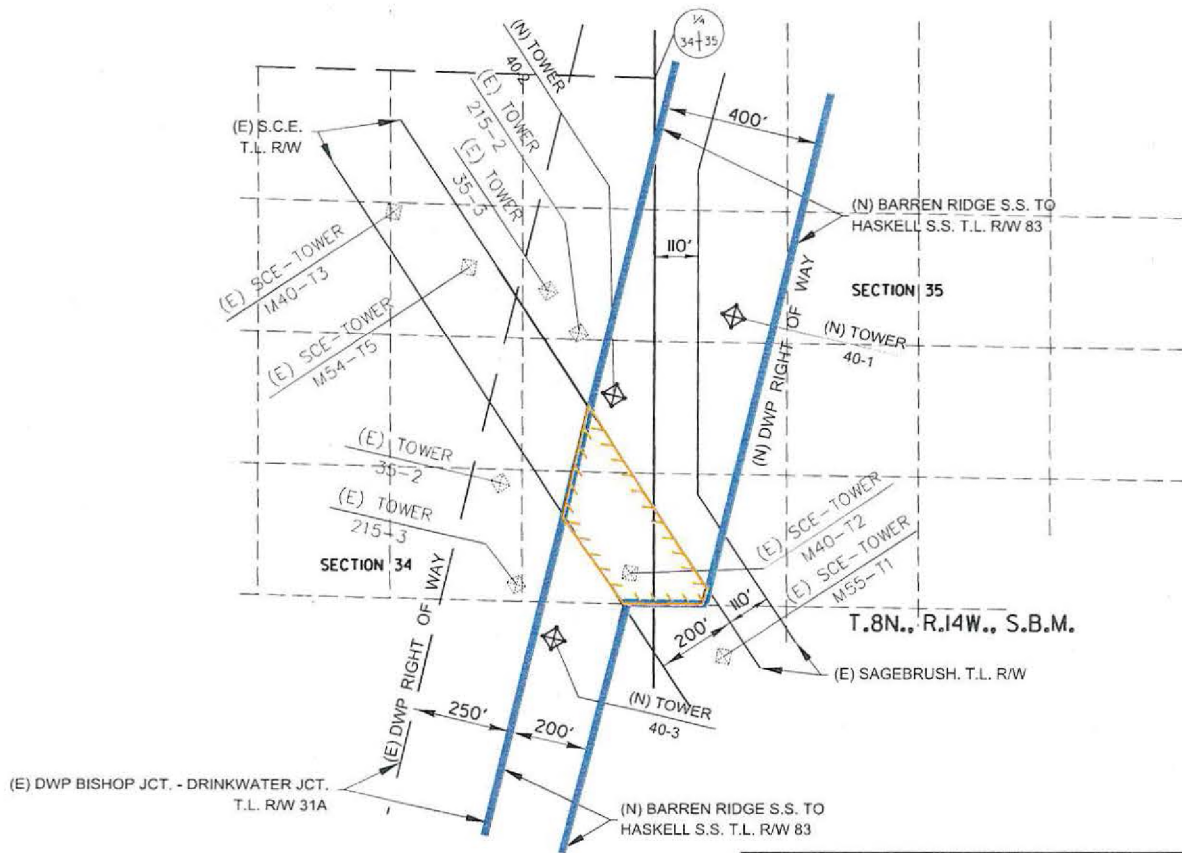 1/4
34 35
(N) TOWER
40-2
(E) TOWER
215-2
(E) TOWER
35-3
(E) S.C.E.
T.L. R/W
400'
(N) BARREN RIDGE S.S. TO
HASKELL S.S. T.L. R/W 83
110'
(E) SCE-TOWER
M40-T3
(E) SCE-TOWER
M54-T5
SECTION 35
(N) TOWER
40-1
(N) DWP RIGHT OF WAY
(E) TOWER
35-2
(E) TOWER
215-3
SECTION 34
(E) SCE-TOWER
M40-T2
(E) SCE-TOWER
M55-T1
110'
200'
T.8N., R.14W., S.B.M.
(E) SAGEBRUSH. T.L. R/W
(E) DWP RIGHT OF WAY
(N) TOWER
40-3
250'
200'
(E) DWP BISHOP JCT. - DRINKWATER JCT.
T.L. R/W 31A
(N) BARREN RIDGE S.S. TO
HASKELL S.S. T.L. R/W 83